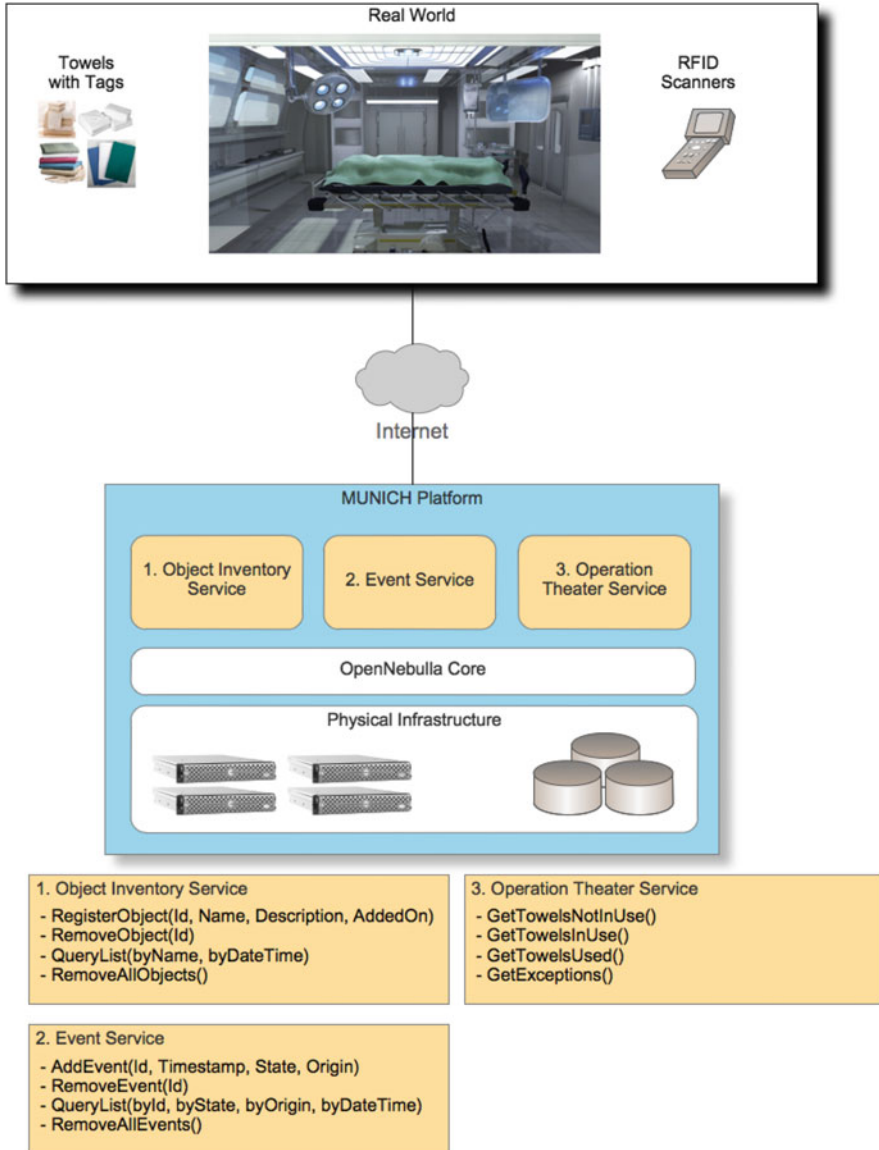 Real World
Towels
with Tags
RFID
Scanners
Internet
MUNICH Platform
1. Object Inventory
Service
2. Event Service
3. Operation
Theater Service
OpenNebulla Core
Physical Infrastructure
1. Object Inventory Service
- RegisterObject(Id, Name, Description, AddedOn)
- RemoveObject(Id)
- QueryList(byName, byDateTime)
- RemoveAllObjects()
3. Operation Theater Service
- GetTowelsNotInUse()
- GetTowelsInUse()
- GetTowelsUsed()
- GetExceptions()
2. Event Service
- AddEvent(Id, Timestamp, State, Origin)
- RemoveEvent(Id)
- QueryList(byId, byState, byOrigin, byDateTime)
- RemoveAllEvents()